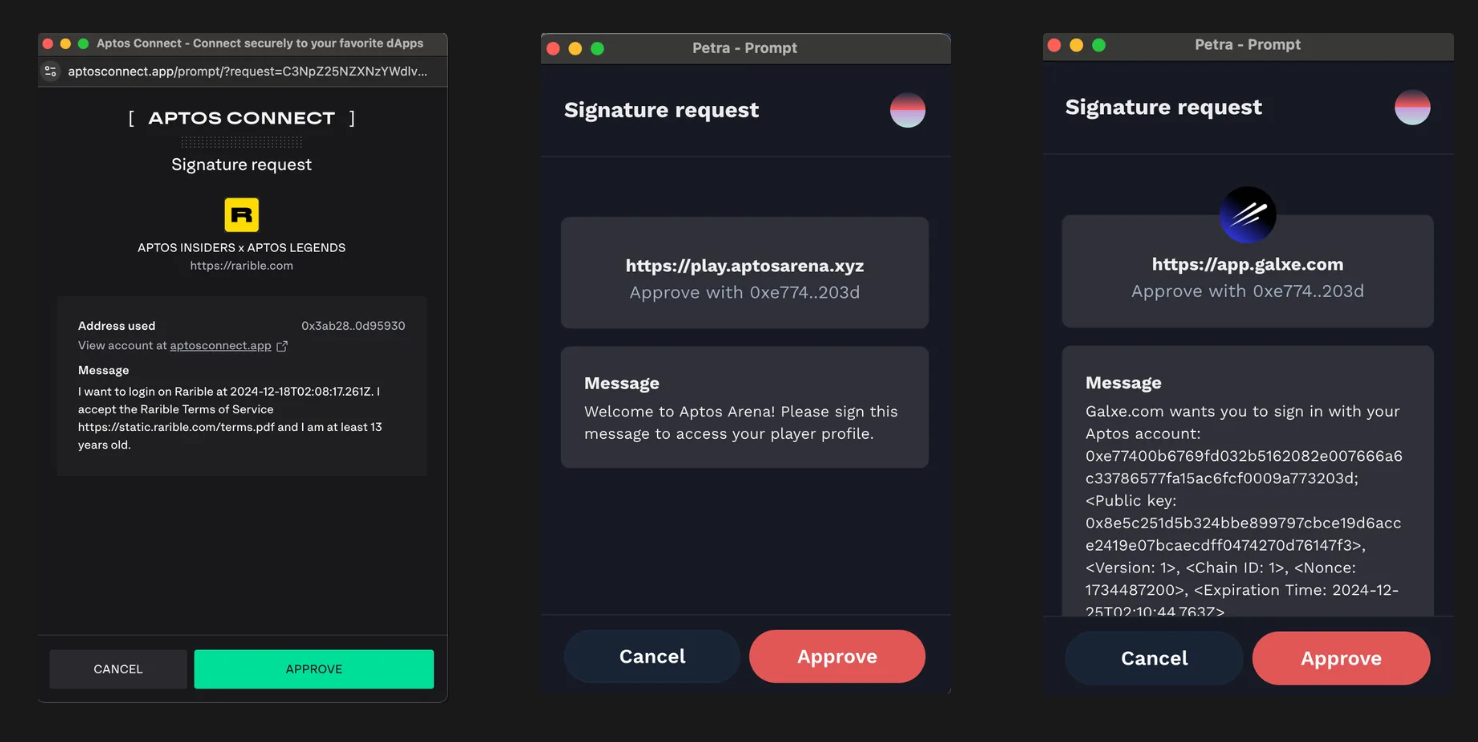 Aptos Connect - Connect securely to your favorite dApps
aptosconnect.app/prompt/?request=C3NpZ25NZXNzYWdlv...
[ APTOS CONNECT ]
Signature request
R
APTOS INSIDERS x APTOS LEGENDS
https://rarible.com
Address used 0x3ab28..0d95930
View account at aptosconnect.app
Message
I want to login on Rarible at 2024-12-18T02:08:17.261Z. I
accept the Rarible Terms of Service
https://static.rarible.com/terms.pdf and I am at least 13
years old.
CANCEL
APPROVE
Petra - Prompt
Signature request
https://play.aptosarena.xyz
Approve with 0xe774..203d
Message
Welcome to Aptos Arena! Please sign this
message to access your player profile.
Cancel
Approve
Petra - Prompt
Signature request
https://app.galxe.com
Approve with 0xe774..203d
Message
Galxe.com wants you to sign in with your
Aptos account:
0xe77400b6769fd032b5162082e007666a6
c33786577fa15ac6fcf0009a773203d;
<Public key:
0x8e5c251d5b324bbe899797cbce19d6acc
e2419e07bcaecdff0474270d76147f3>,
<Version: 1>, <Chain ID: 1>, <Nonce:
1734487200>, <Expiration Time: 2024-12-
25T02:10:44.763Z>
Cancel
Approve